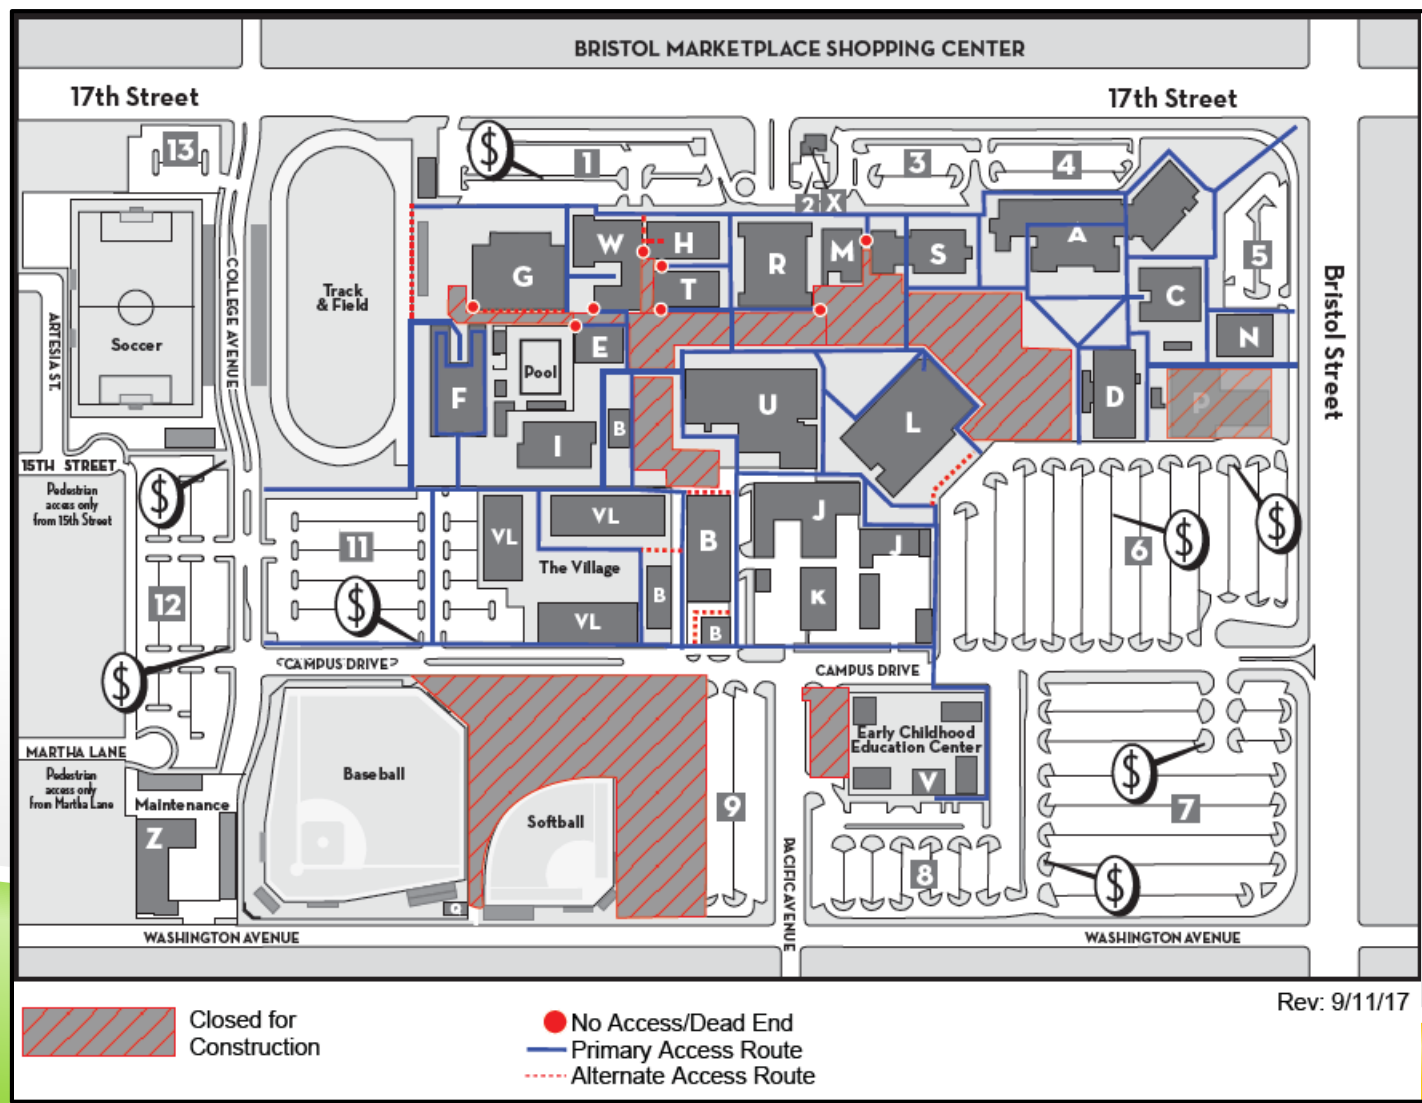 BRISTOL MARKETPLACE SHOPPING CENTER
17th Street
17th Street
13
$
1
3
4
2
X
5
COLLEGE AVENUE
ARTESIA ST.
Bristol Street
Soccer
Track
& Field
G
W
H
T
R
M
S
A
C
N
E
Pool
F
I
B
U
L
D
P
15TH STREET
Pedestrian
access only
from 15th Street
$
11
12
$
$
VL
VL
The Village
VL
B
B
B
J
J
K
6
$
$
CAMPUS DRIVE
CAMPUS DRIVE
MARTHA LANE
Pedestrian
access only
from Martha Lane
Maintenance
Z
Baseball
Softball
Q
9
PACIFIC AVENUE
Early Childhood
Education Center
V
8
7
$
$
WASHINGTON AVENUE
WASHINGTON AVENUE
Rev: 9/11/17
Closed for
Construction
No Access/Dead End
Primary Access Route
Alternate Access Route